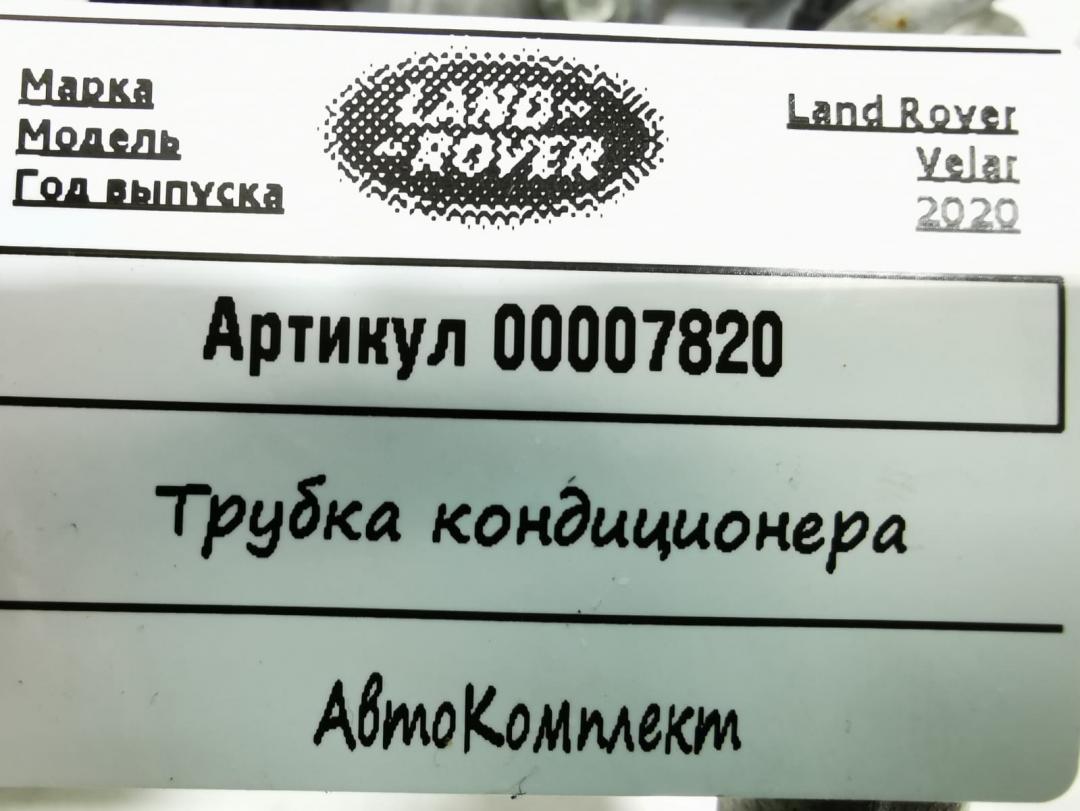 Марка
Модель
Год выпуска
LAND-
-ROVER
Land Rover
Velar
2020
Артикул 00007820
Трубка кондиционера
АвтоКомплект